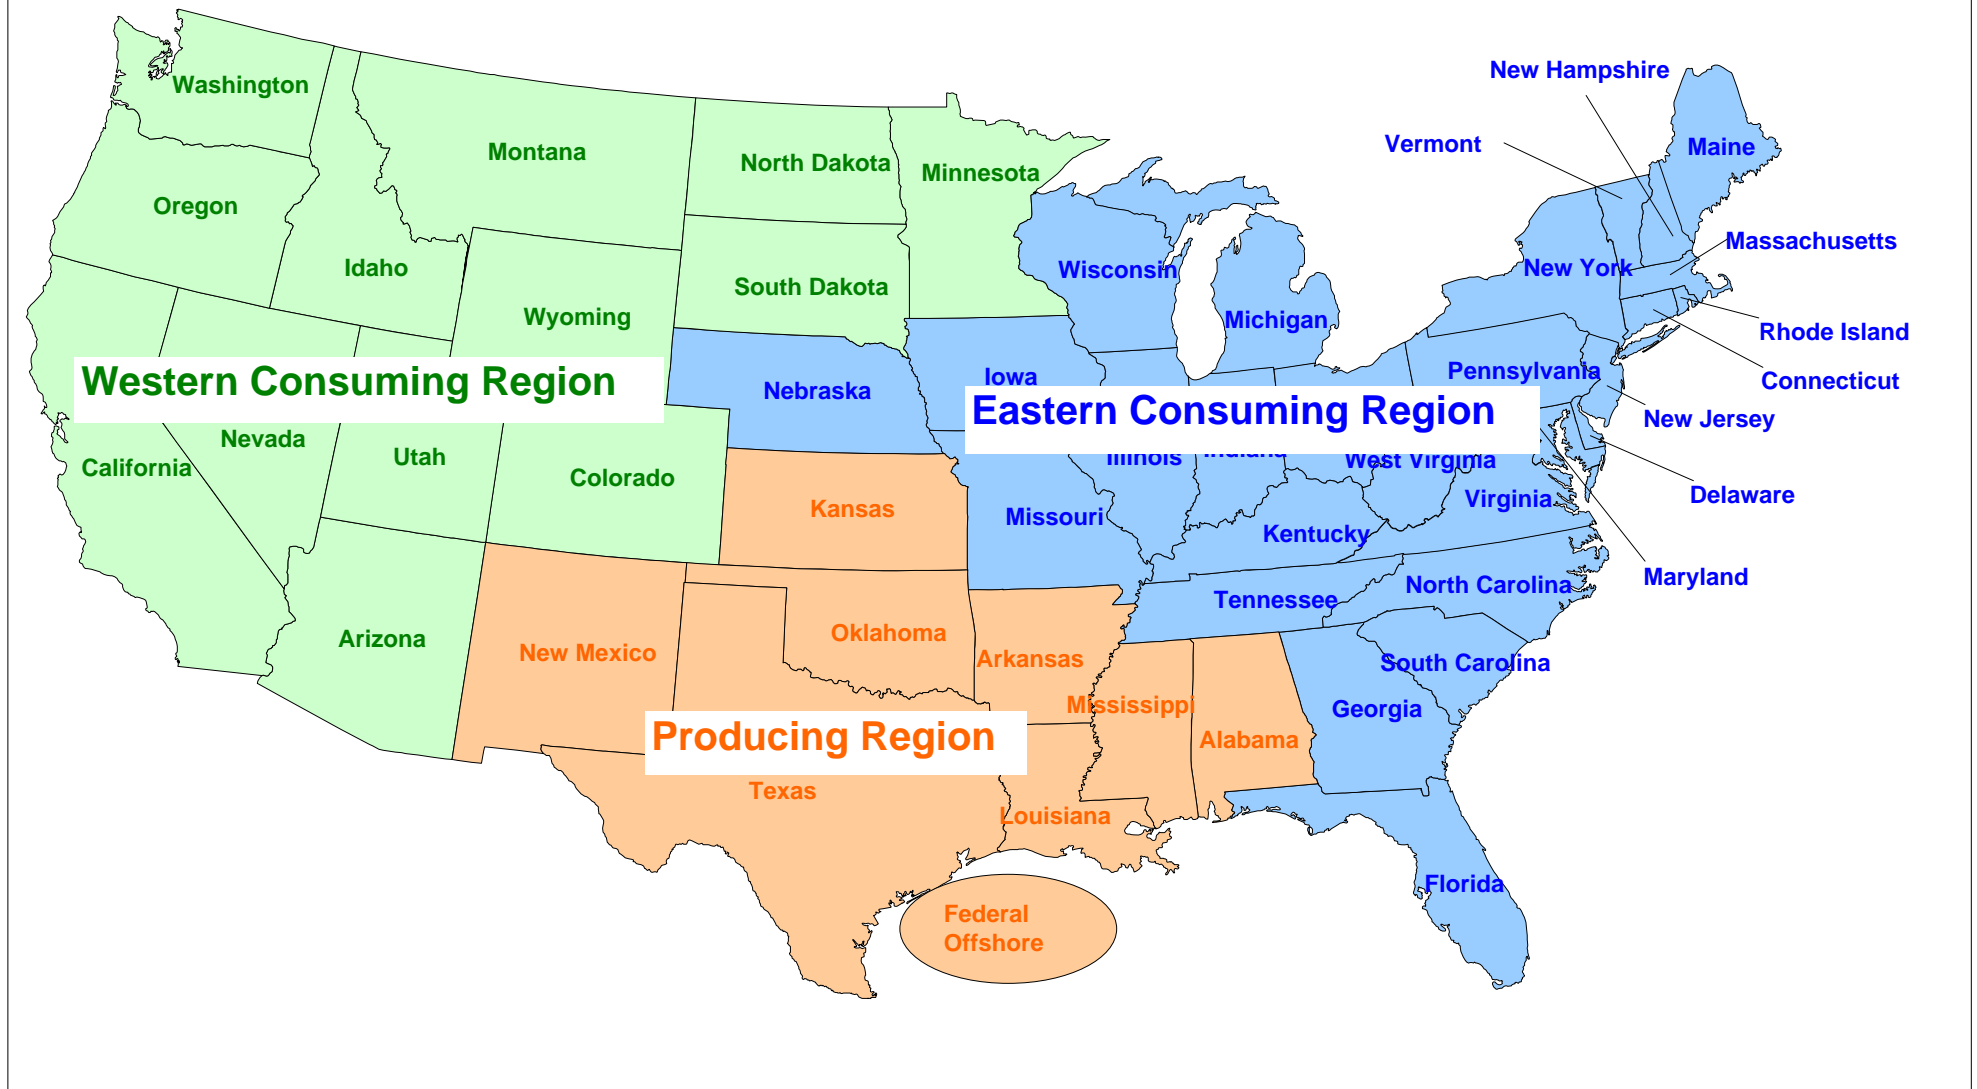 New Hampshire
Washington
Vermont
Maine
Montana
North Dakota
Minnesota
Oregon
Massachusetts
Idaho
Wisconsin
New York
South Dakota
Wyoming
Michigan
Rhode Island
Western Consuming Region
Nebraska
Iowa
Pennsylvania
Connecticut
Eastern Consuming Region
New Jersey
Nevada
California
Utah
Illinois
Indiana
West Virginia
Colorado
Kansas
Missouri
Virginia
Delaware
Kentucky
Maryland
North Carolina
Tennessee
Arizona
New Mexico
Oklahoma
Arkansas
South Carolina
Mississippi
Georgia
Producing Region
Alabama
Texas
Louisiana
Florida
Federal
Offshore